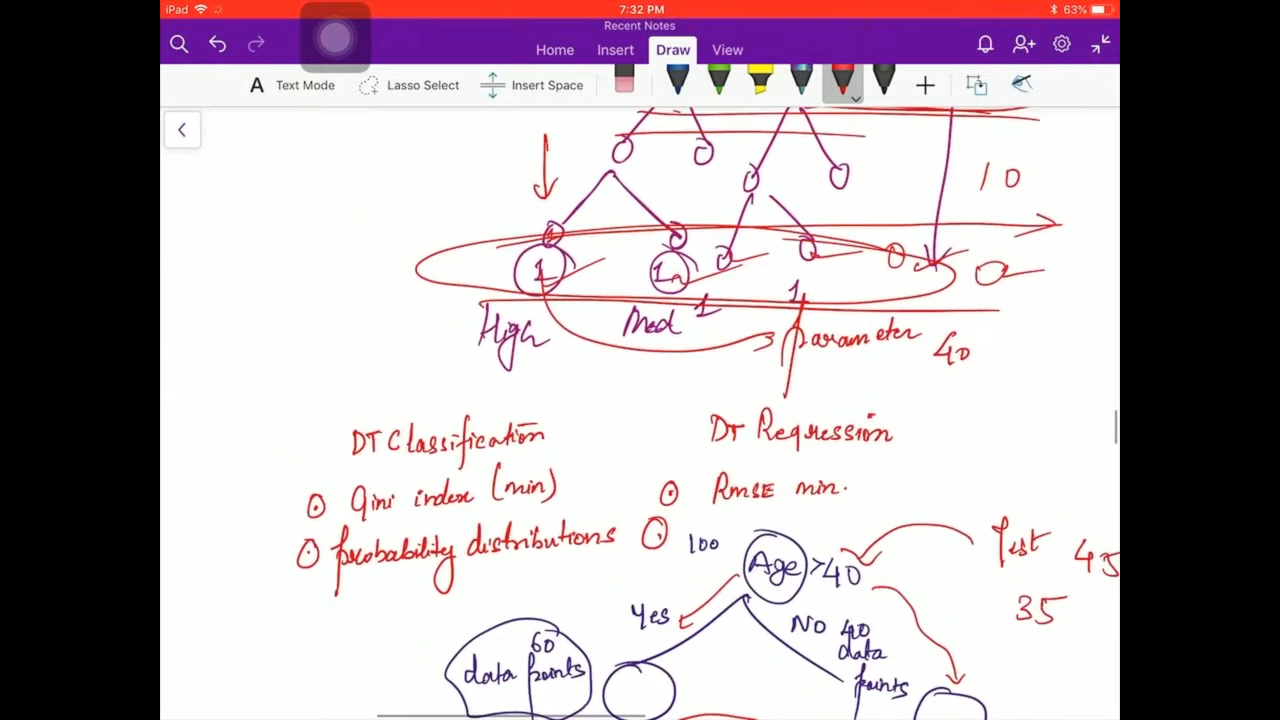 iPad 7:32 PM 63%
Recent Notes
Home Insert Draw View
A Text Mode Lasso Select Insert Space
10
1 1
High Med 1 1 parameter 40
DT Classification DT Regression
Gini index (min) RMSE min.
probability distributions
100 Age >40 Test 45
35
Yes No 40
data
points
60
data points